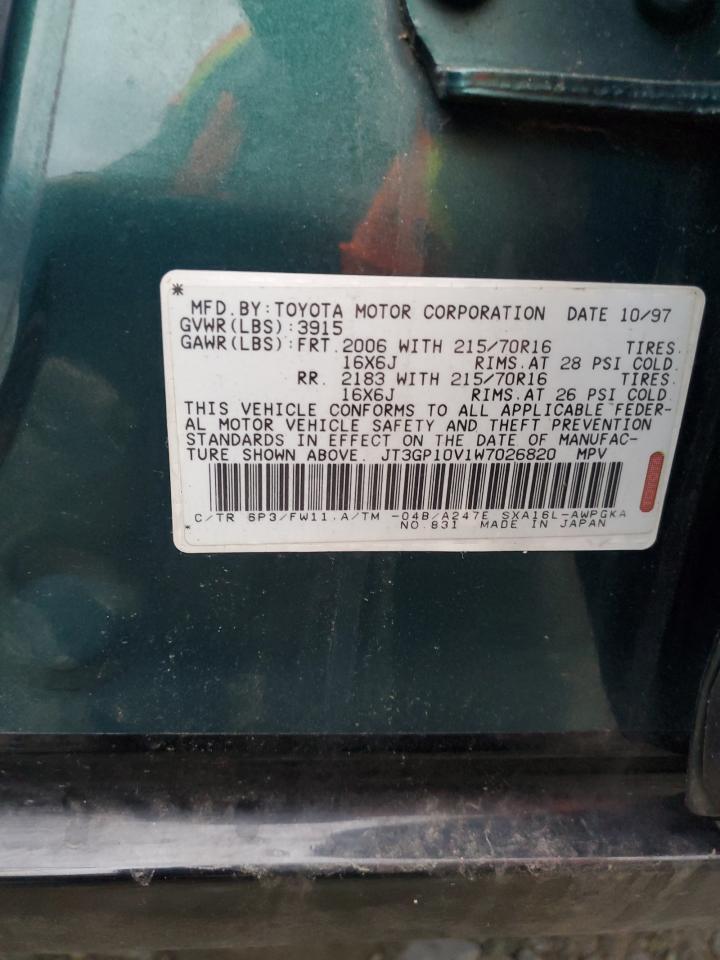 *
MFD.BY:TOYOTA MOTOR CORPORATION DATE 10/97
GVWR(LBS):3915
GAWR(LBS):FRT.2006 WITH 215/70R16 TIRES.
16X6J RIMS.AT 28 PSI COLD.
RR. 2183 WITH 215/70R16 TIRES.
16X6J RIMS.AT 26 PSI COLD.
THIS VEHICLE CONFORMS TO ALL APPLICABLE FEDER-
AL MOTOR VEHICLE SAFETY AND THEFT PREVENTION
STANDARDS IN EFFECT ON THE DATE OF MANUFAC-
TURE SHOWN ABOVE. JT3GP10V1W7026820 MPV
TOYOTA
C/TR 6P3/FW11.A/TM -04B/A247E SXA16L-AWPGKA
* NO.831 MADE IN JAPAN